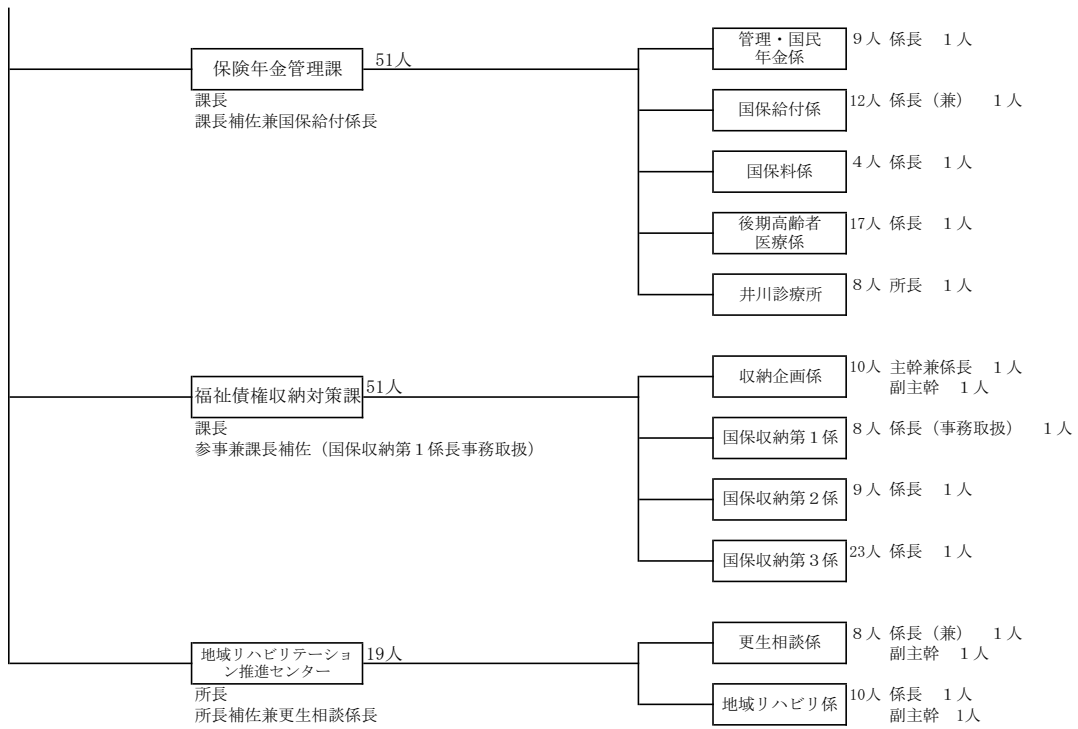 保険年金管理課 51人
課長
課長補佐兼国保給付係長
管理・国民
年金係
9人 係長 1人
国保給付係 12人 係長（兼） 1人
国保料係 4人 係長 1人
後期高齢者
医療係
17人 係長 1人
井川診療所 8人 所長 1人
福祉債権収納対策課 51人
課長
参事兼課長補佐（国保収納第1係長事務取扱）
収納企画係 10人 主幹兼係長 1人
副主幹 1人
国保収納第1係 8人 係長（事務取扱） 1人
国保収納第2係 9人 係長 1人
国保収納第3係 23人 係長 1人
地域リハビリテーショ
ン推進センター
19人
所長
所長補佐兼更生相談係長
更生相談係 8人 係長（兼） 1人
副主幹 1人
地域リハビリ係 10人 係長 1人
副主幹 1人